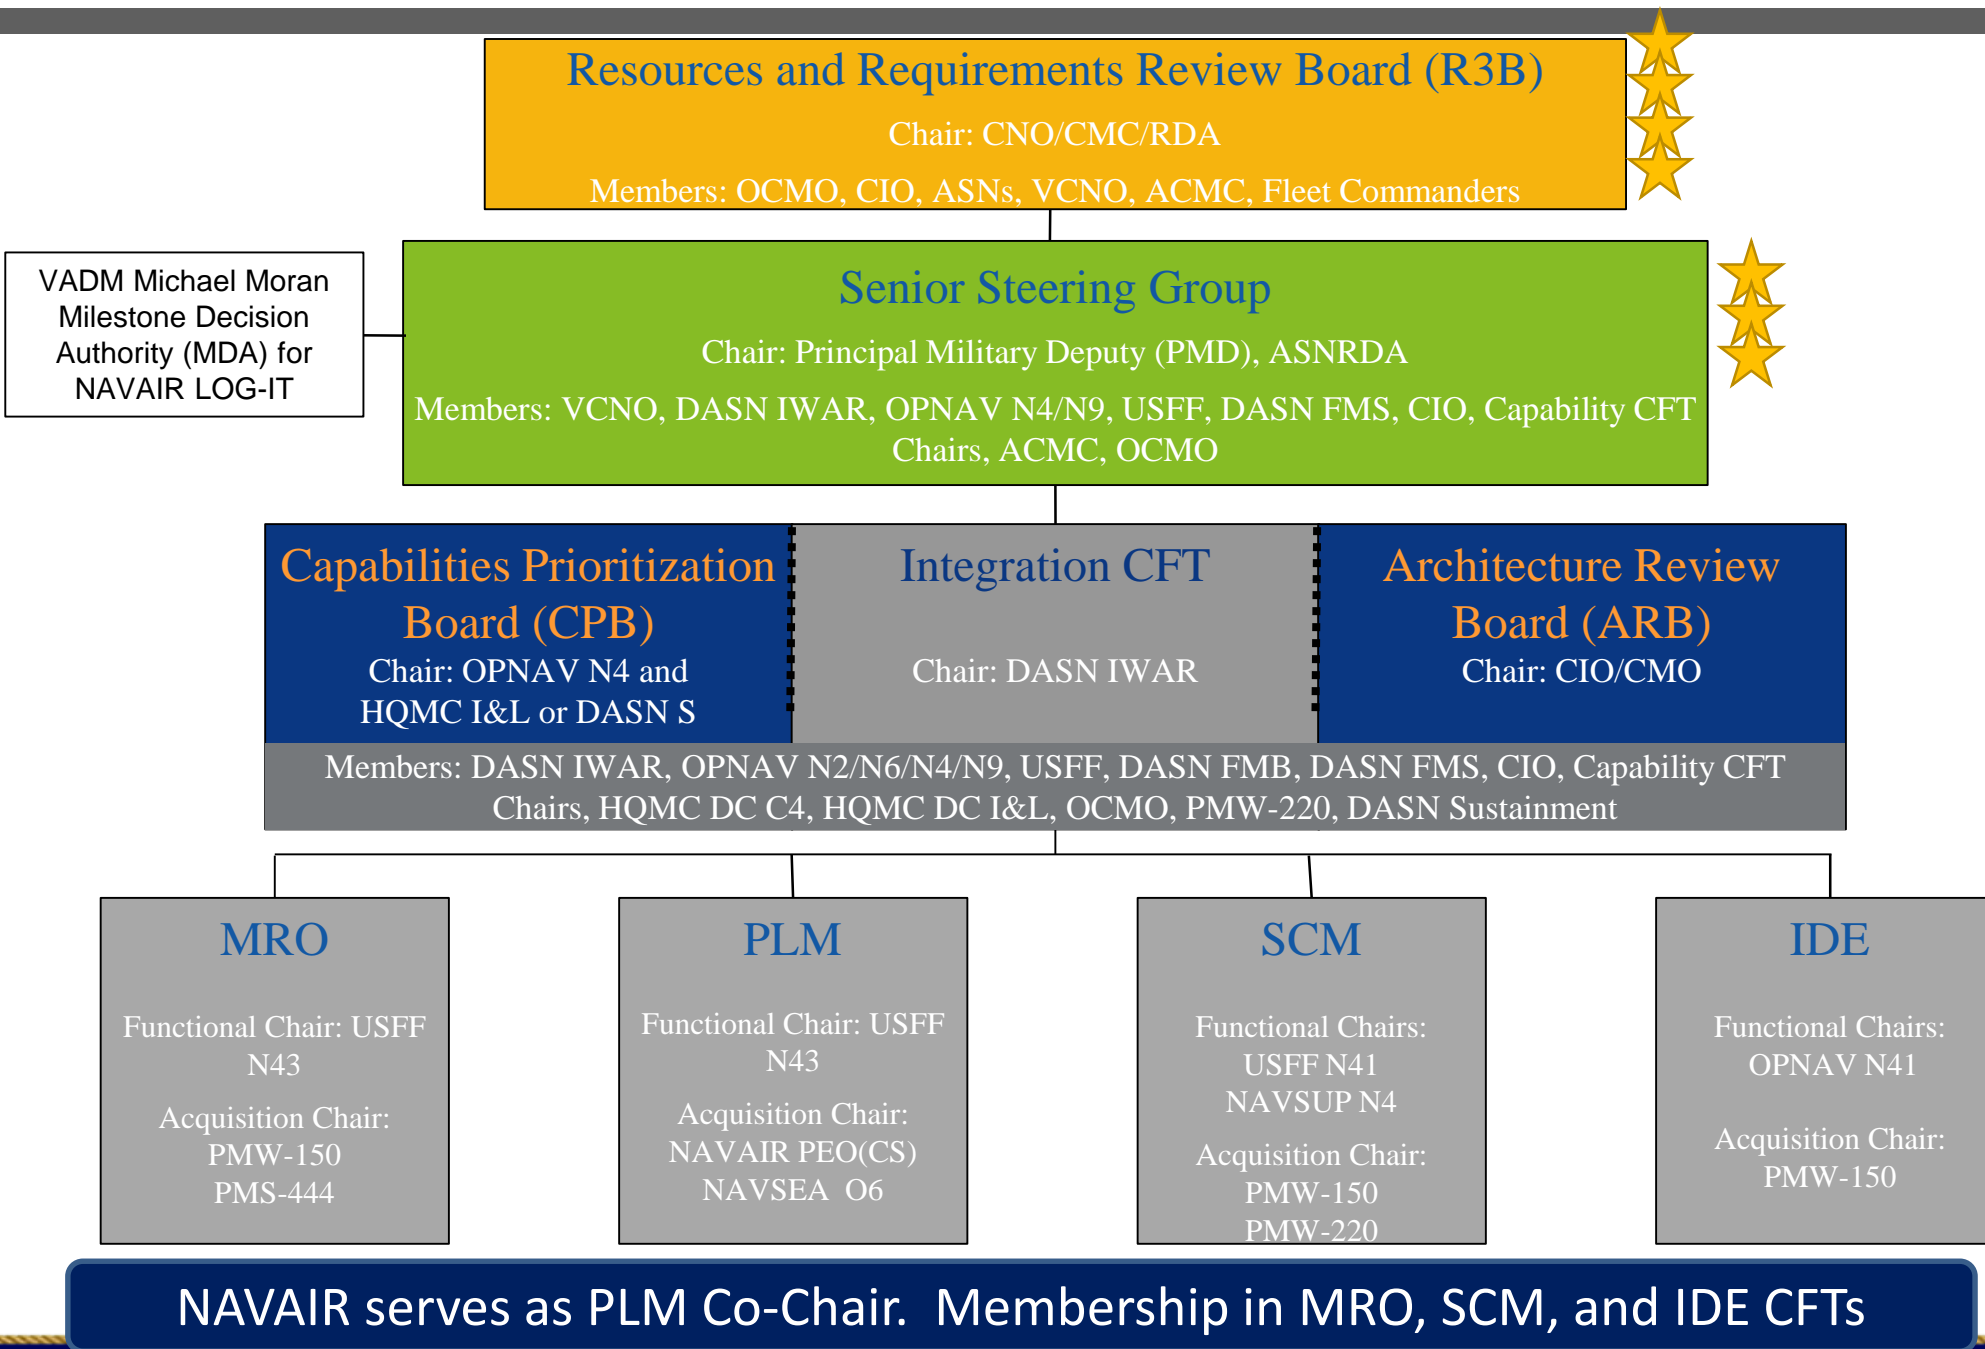 Resources and Requirements Review Board (R3B)
Chair: CNO/CMC/RDA
Members: OCMO, CIO, ASNs, VCNO, ACMC, Fleet Commanders
VADM Michael Moran
Milestone Decision
Authority (MDA) for
NAVAIR LOG-IT
Senior Steering Group
Chair: Principal Military Deputy (PMD), ASNRDA
Members: VCNO, DASN IWAR, OPNAV N4/N9, USFF, DASN FMS, CIO, Capability CFT
Chairs, ACMC, OCMO
Capabilities Prioritization
Board (CPB)
Chair: OPNAV N4 and
HQMC I&L or DASN S
Integration CFT
Chair: DASN IWAR
Architecture Review
Board (ARB)
Chair: CIO/CMO
Members: DASN IWAR, OPNAV N2/N6/N4/N9, USFF, DASN FMB, DASN FMS, CIO, Capability CFT
Chairs, HQMC DC C4, HQMC DC I&L, OCMO, PMW-220, DASN Sustainment
MRO
Functional Chair: USFF
N43
Acquisition Chair:
PMW-150
PMS-444
PLM
Functional Chair: USFF
N43
Acquisition Chair:
NAVAIR PEO(CS)
NAVSEA  O6
SCM
Functional Chairs:
USFF N41
NAVSUP N4
Acquisition Chair:
PMW-150
PMW-220
IDE
Functional Chairs:
OPNAV N41
Acquisition Chair:
PMW-150
NAVAIR serves as PLM Co-Chair.  Membership in MRO, SCM, and IDE CFTs